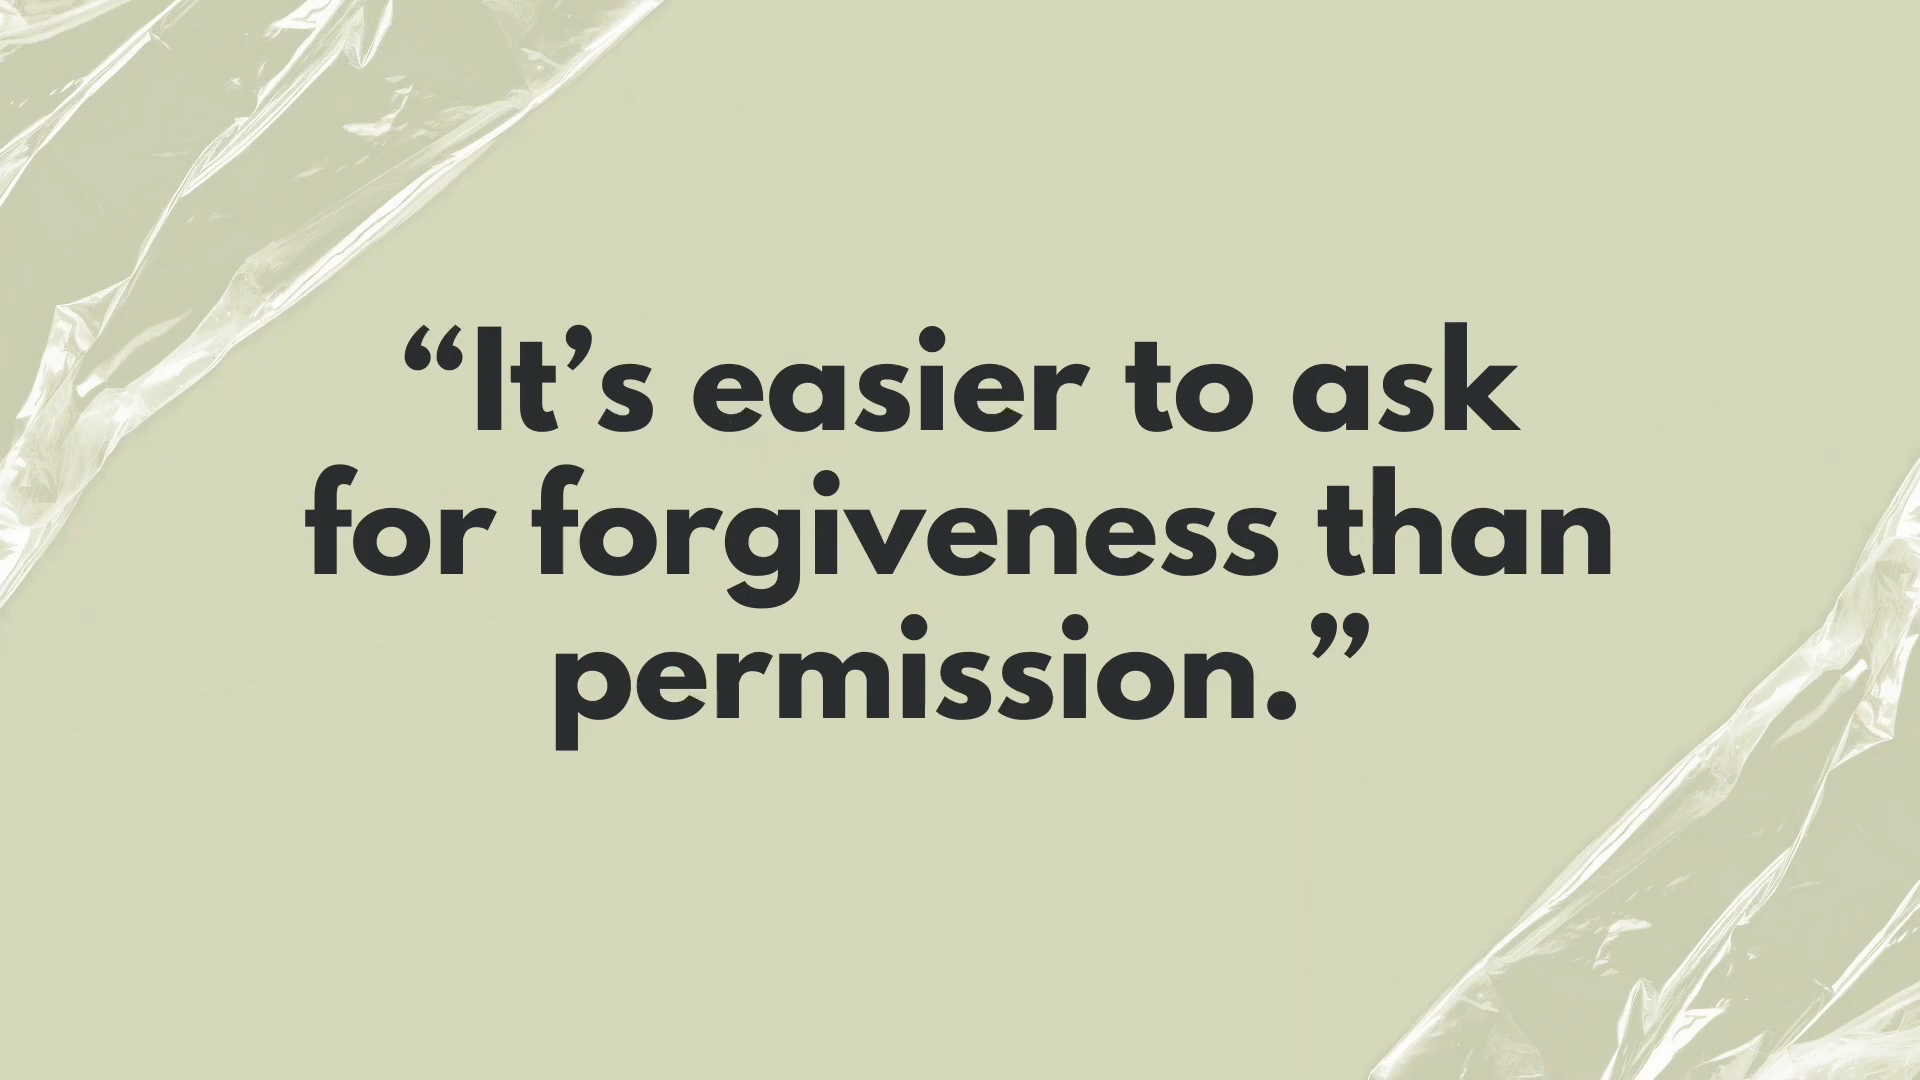 “It’s easier to ask
for forgiveness than
permission.”